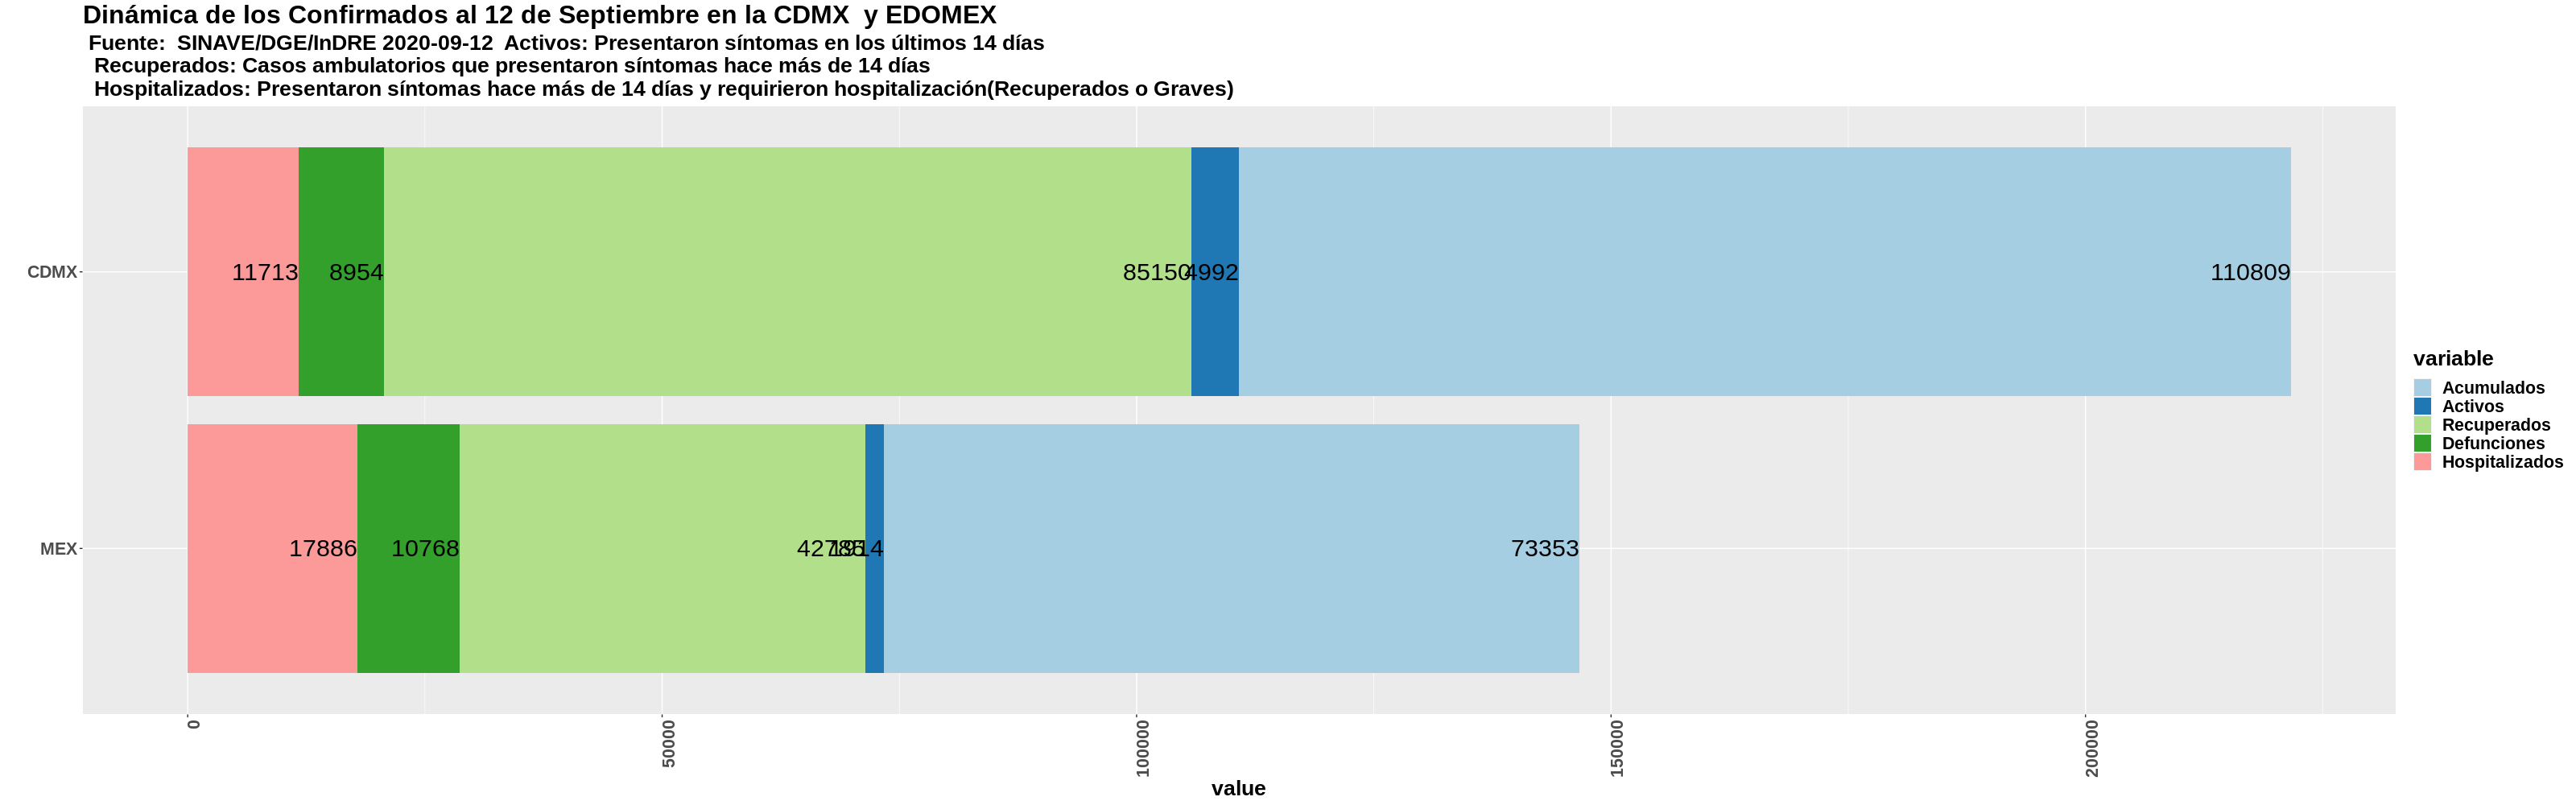 Dinámica de los Confirmados al 12 de Septiembre en la CDMX  y EDOMEX
Fuente:  SINAVE/DGE/InDRE 2020-09-12  Activos: Presentaron síntomas en los últimos 14 días
Recuperados: Casos ambulatorios que presentaron síntomas hace más de 14 días
Hospitalizados: Presentaron síntomas hace más de 14 días y requirieron hospitalización(Recuperados o Graves)
CDMX
11713
8954
85150
4992
110809
MEX
17886
10768
42785
1914
73353
variable
Acumulados
Activos
Recuperados
Defunciones
Hospitalizados
0
50000
100000
150000
200000
value